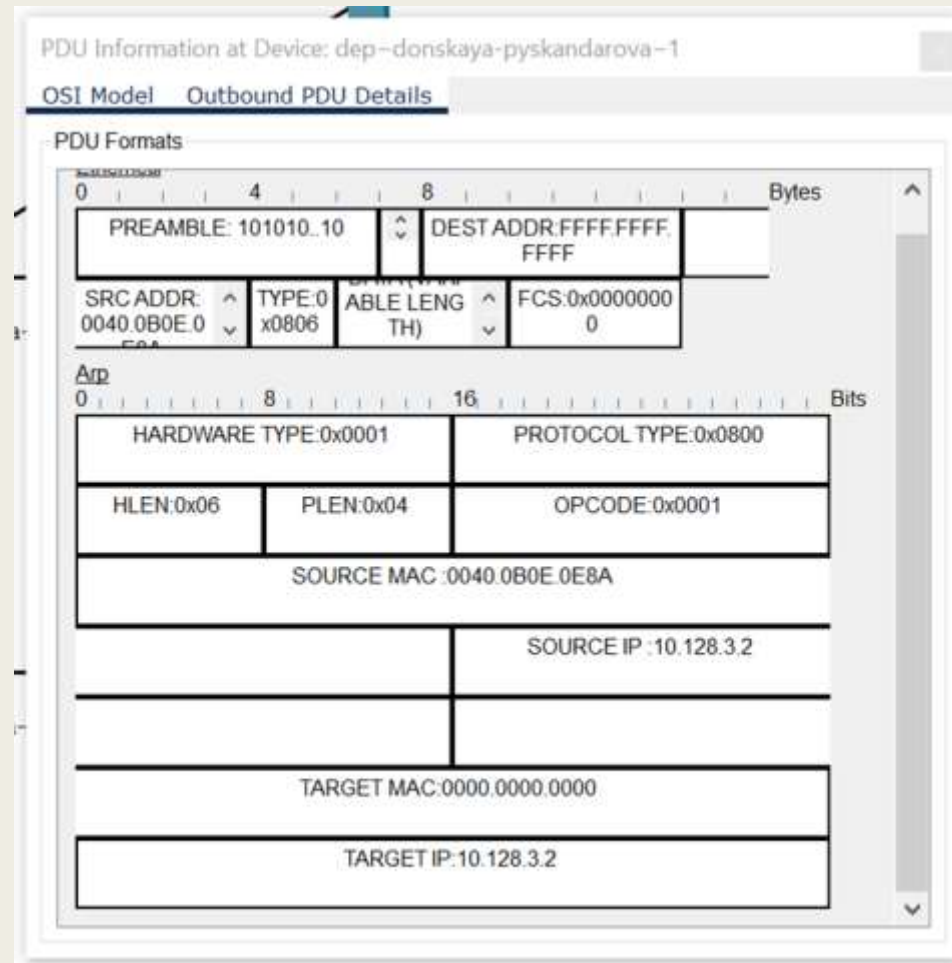 PDU Information at Device: dep-donskaya-pyskandarova-1
OSI Model Outbound PDU Details
PDU Formats
0 4 8 Bytes
PREAMBLE: 101010..10
DEST ADDR:FFFF.FFFF.
FFFF
SRC ADDR:
0040.0B0E.0
E8A
TYPE:0
x0806
DATA (VARI
ABLE LENG
TH)
FCS:0x0000000
0
Arp
0 8 16 Bits
HARDWARE TYPE:0x0001 PROTOCOL TYPE:0x0800
HLEN:0x06 PLEN:0x04 OPCODE:0x0001
SOURCE MAC :0040.0B0E.0E8A
SOURCE IP :10.128.3.2
TARGET MAC:0000.0000.0000
TARGET IP:10.128.3.2